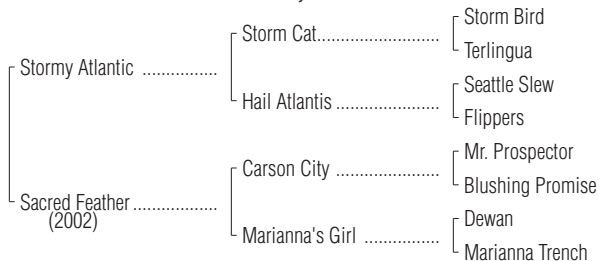 Storm Bird
Storm Cat........................
Terlingua
Stormy Atlantic ...............
Seattle Slew
Hail Atlantis ....................
Flippers
Mr. Prospector
Carson City ....................
Blushing Promise
Sacred Feather.................
(2002)
Dewan
Marianna's Girl ...............
Marianna Trench